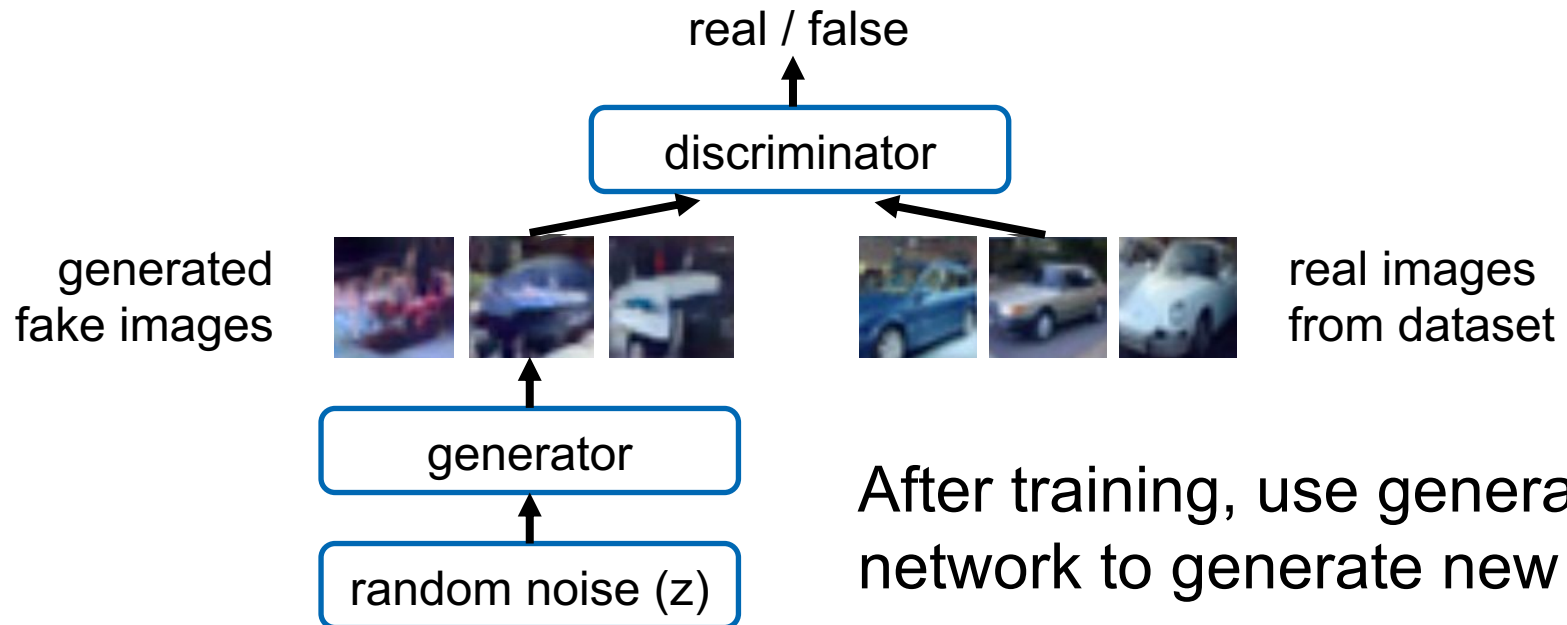 real / false
discriminator
generated
fake images
real images
from dataset
generator
After training, use genera
network to generate new
random noise (z)